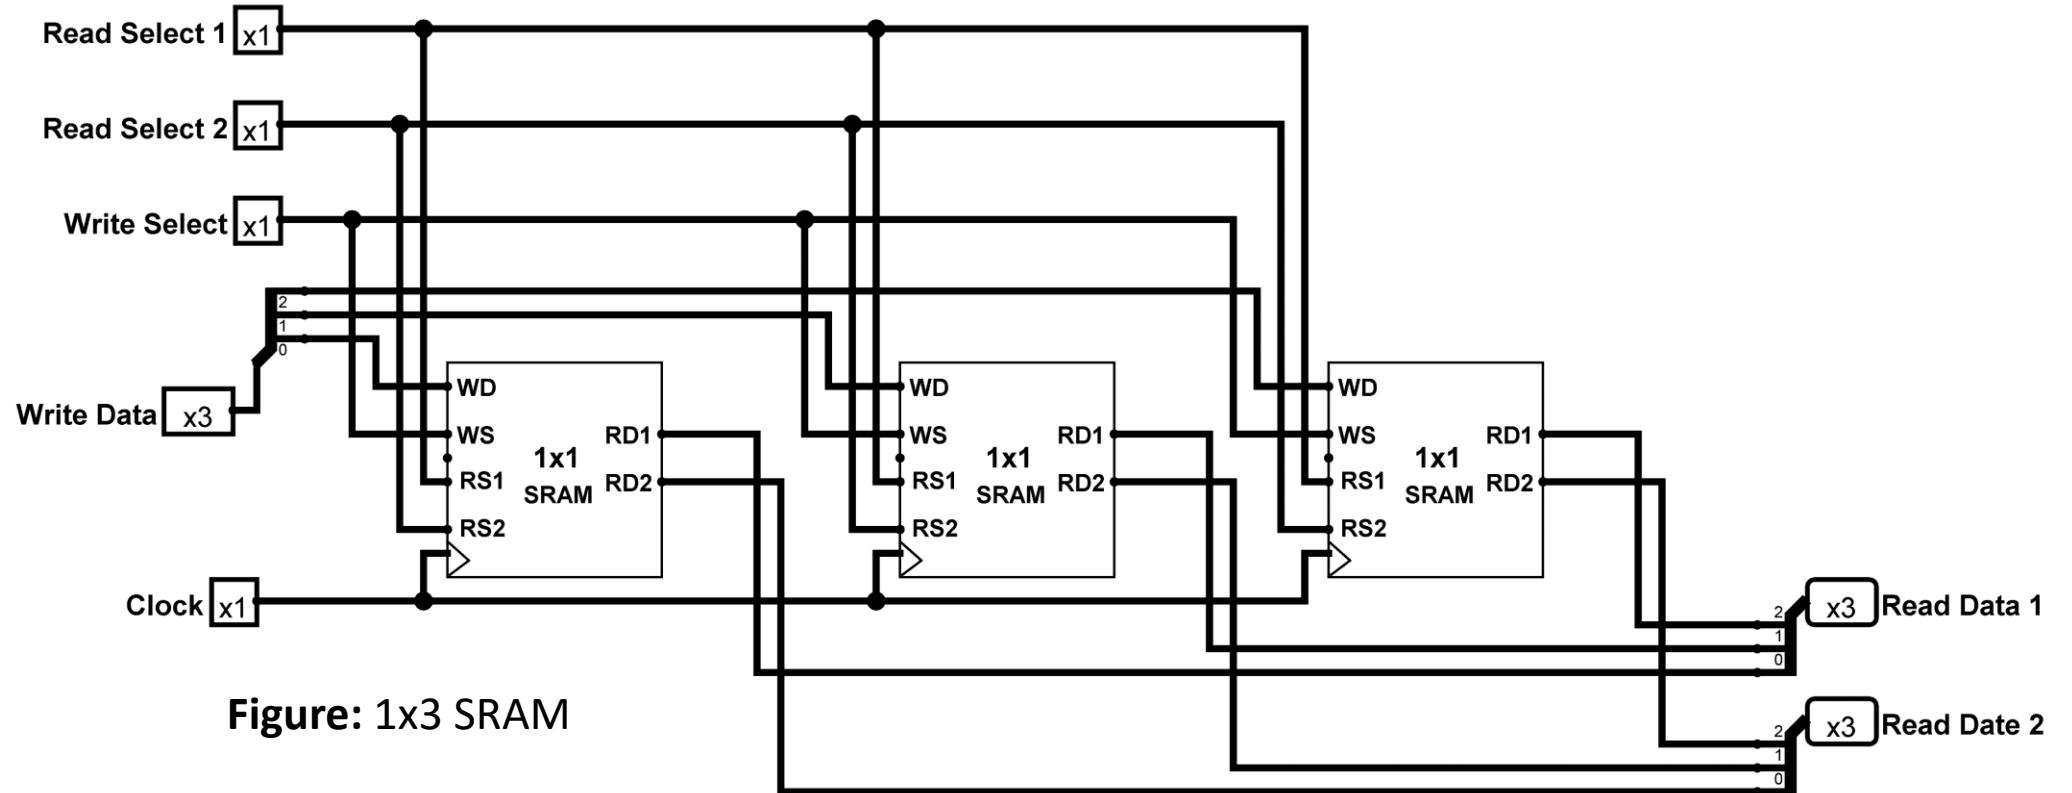 Read Select 1 x1
Read Select 2 x1
Write Select x1
2
1
0
Write Data x3
WD
WS
RS1
RS2
RD1
RD2
1x1
SRAM
WD
WS
RS1
RS2
RD1
RD2
1x1
SRAM
WD
WS
RS1
RS2
RD1
RD2
1x1
SRAM
Clock x1
2
1
0
x3 Read Data 1
2
1
0
x3 Read Date 2
Figure: 1x3 SRAM